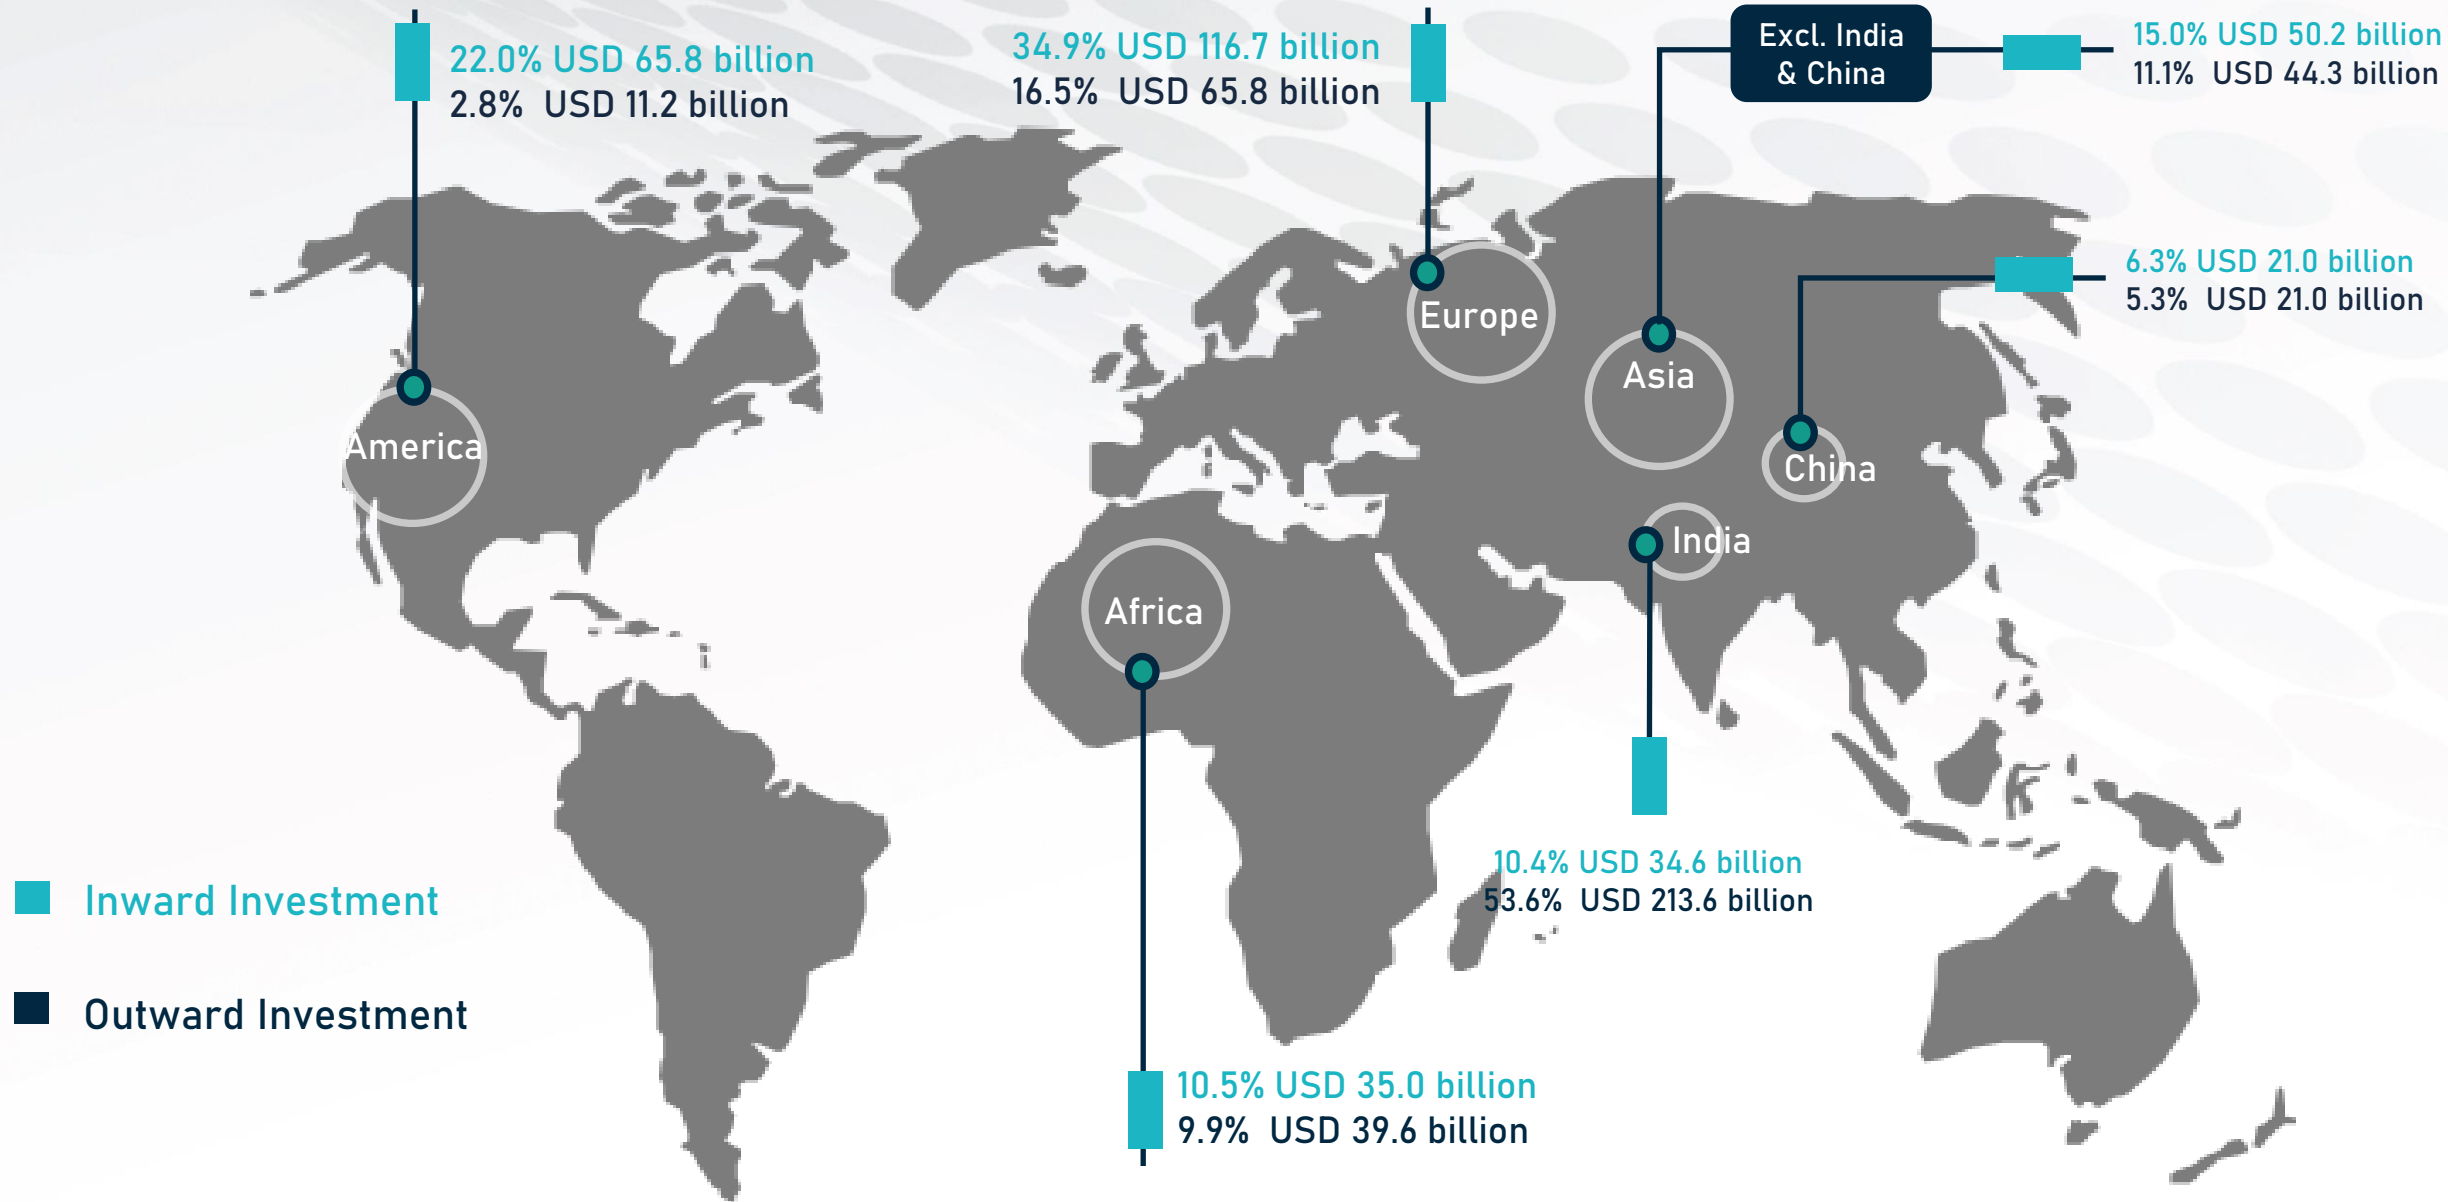 22.0% USD 65.8 billion
2.8% USD 11.2 billion
34.9% USD 116.7 billion
16.5% USD 65.8 billion
Excl. India
& China
15.0% USD 50.2 billion
11.1% USD 44.3 billion
6.3% USD 21.0 billion
5.3% USD 21.0 billion
Europe
Asia
America
China
India
Africa
10.4% USD 34.6 billion
53.6% USD 213.6 billion
Inward Investment
Outward Investment
10.5% USD 35.0 billion
9.9% USD 39.6 billion